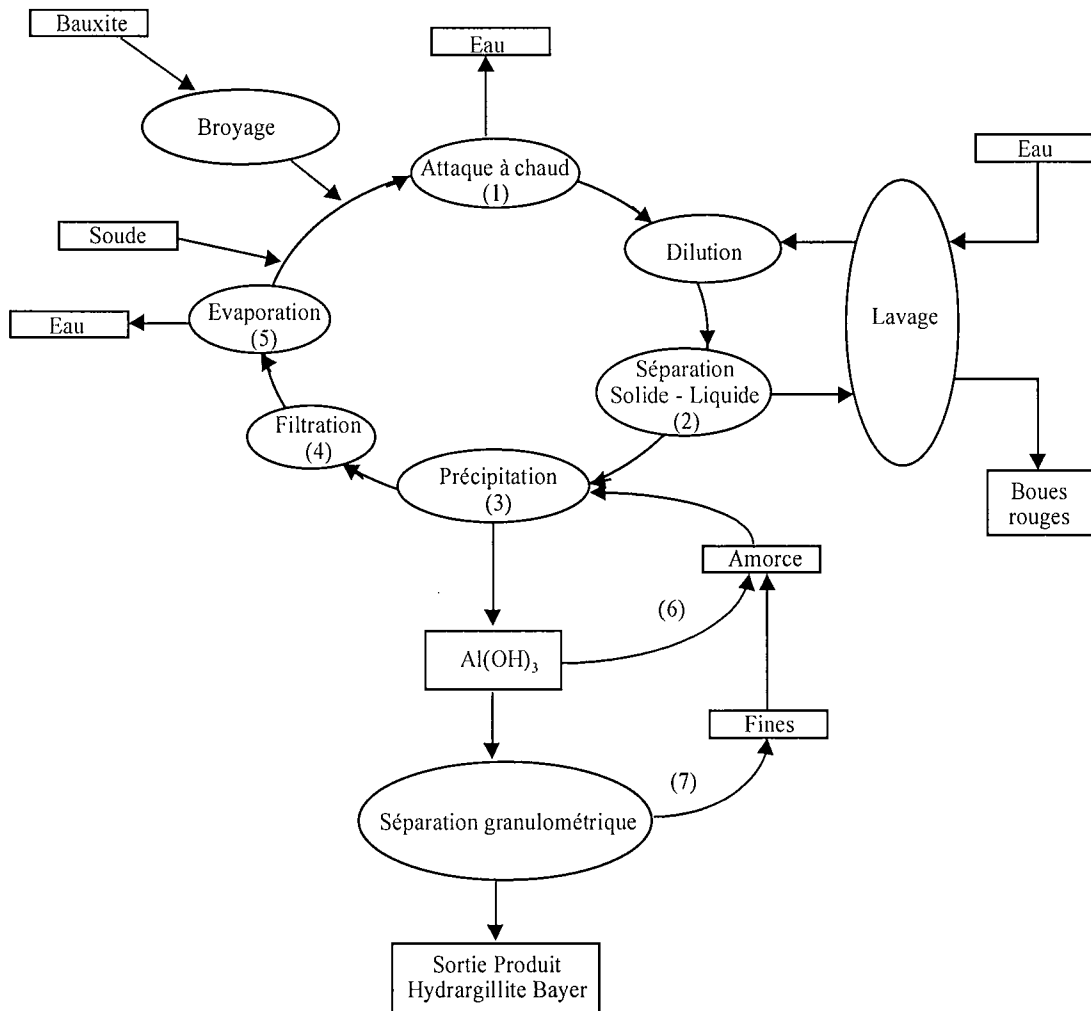 Bauxite
Eau
Broyage
Attaque à chaud
(1)
Eau
Soude
Dilution
Evaporation
(5)
Eau
Lavage
Séparation
Solide - Liquide
(2)
Filtration
(4)
Précipitation
(3)
Boues
rouges
Amorce
(6)
Al(OH)₃
Fines
(7)
Séparation granulométrique
Sortie Produit
Hydrargillite Bayer